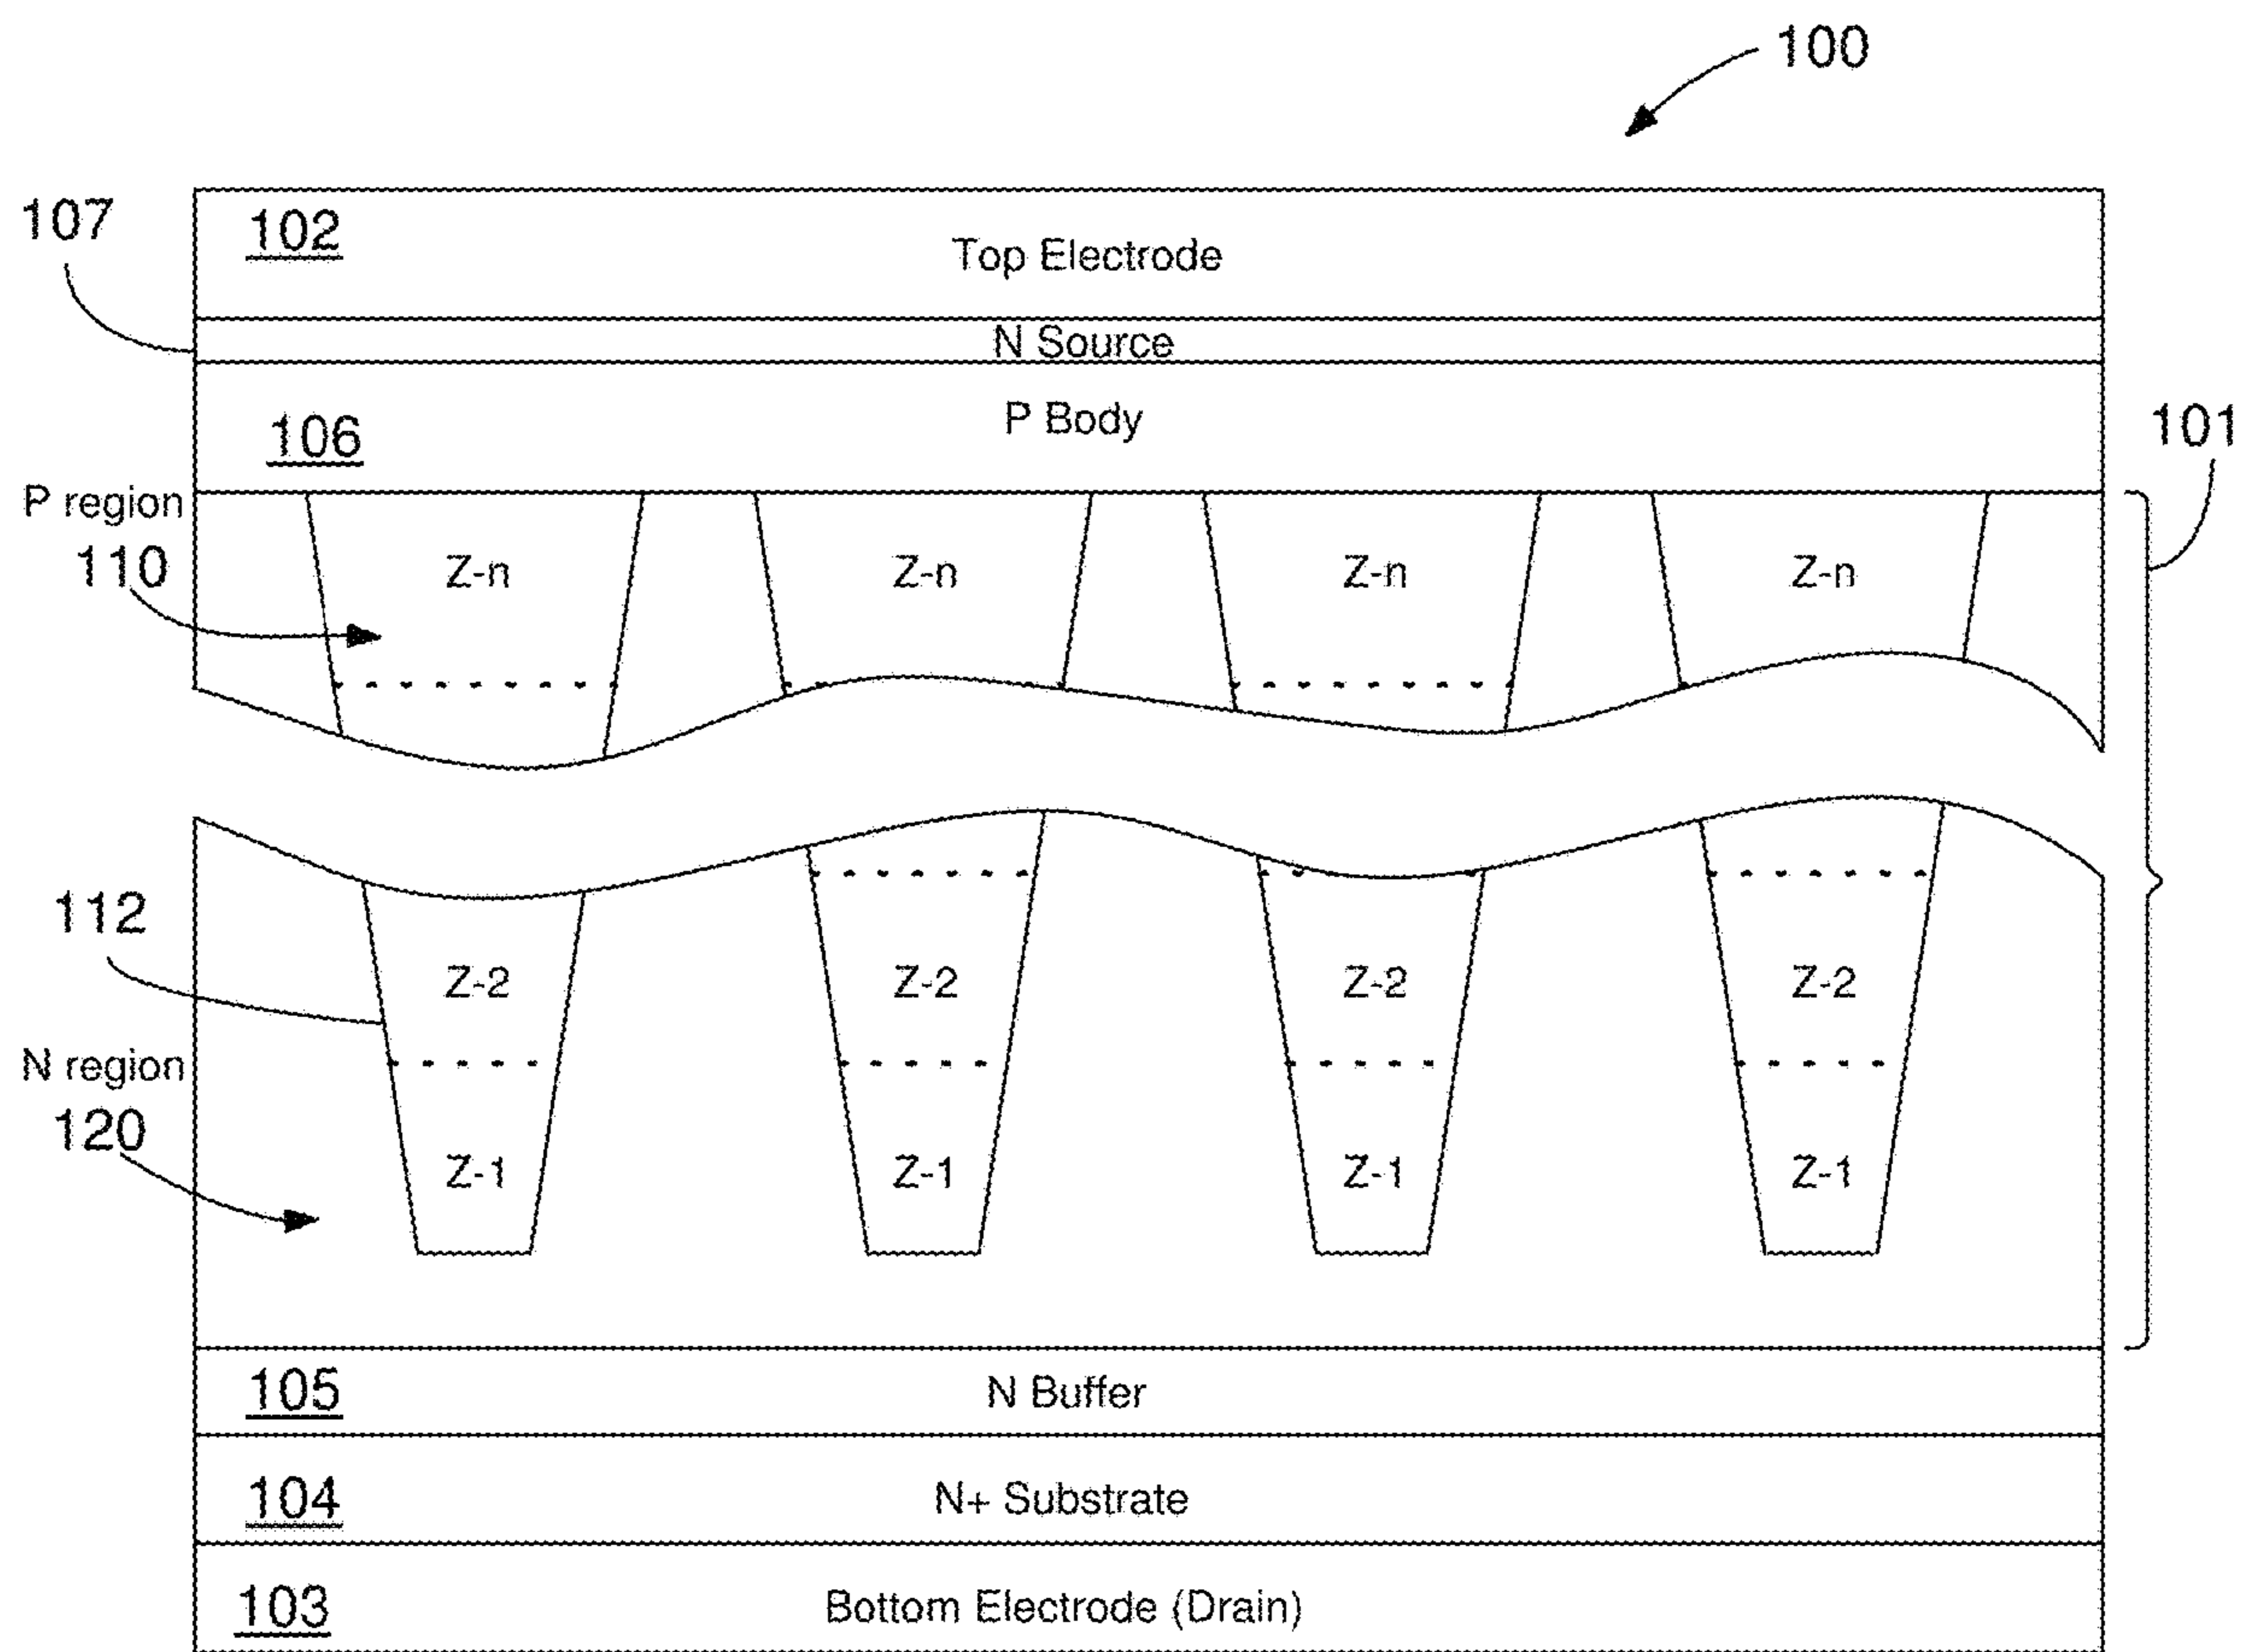 100
107
102
Top Electrode
N Source
P Body
106
101
P region
110
Z-n Z-n Z-n Z-n
112
Z-2 Z-2 Z-2 Z-2
N region
120
Z-1 Z-1 Z-1 Z-1
105 N Buffer
104 N+ Substrate
103 Bottom Electrode (Drain)